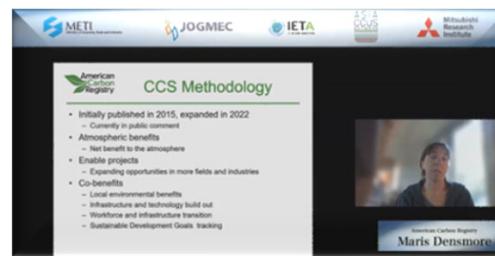 METI
JOGMEC
IETA
ASIA
CCUS
NETWORK
Mitsubishi
Research
Institute
American
Carbon
Registry
CCS Methodology
• Initially published in 2015, expanded in 2022
– Currently in public comment
• Atmospheric benefits
– Net benefit to the atmosphere
• Enable projects
– Expanding opportunities in more fields and industries
• Co-benefits
– Local environmental benefits
– Infrastructure and technology build out
– Workforce and infrastructure transition
– Sustainable Development Goals tracking
American Carbon Registry
Maris Densmore